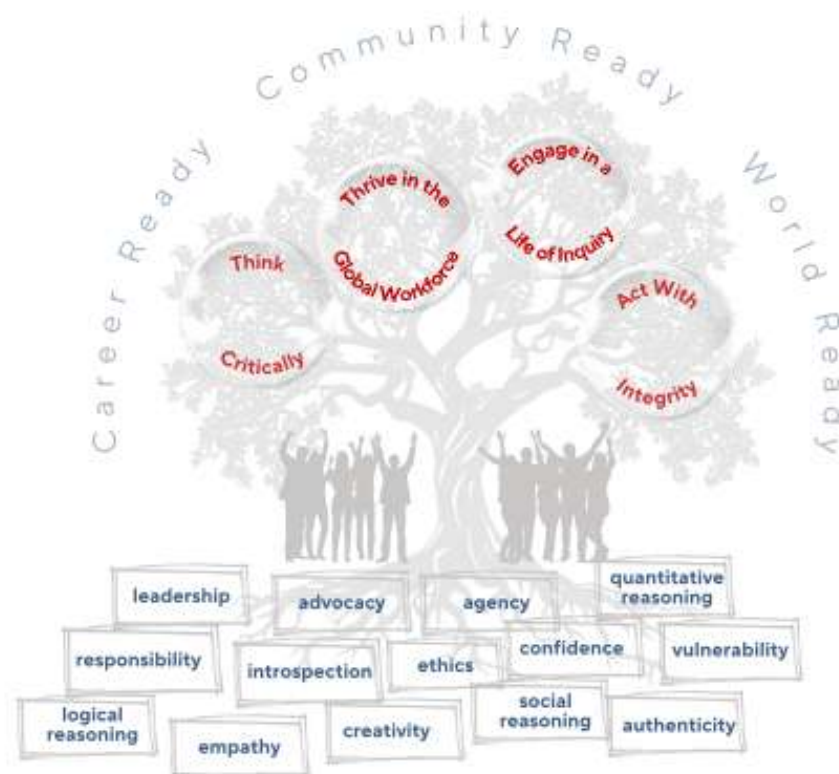 Career Ready Community Ready World Ready
Think
Critically
Thrive in the
Global Workforce
Engage in a
Life of Inquiry
Act With
Integrity
leadership
advocacy
agency
quantitative
reasoning
responsibility
introspection
ethics
confidence
vulnerability
logical
reasoning
empathy
creativity
social
reasoning
authenticity